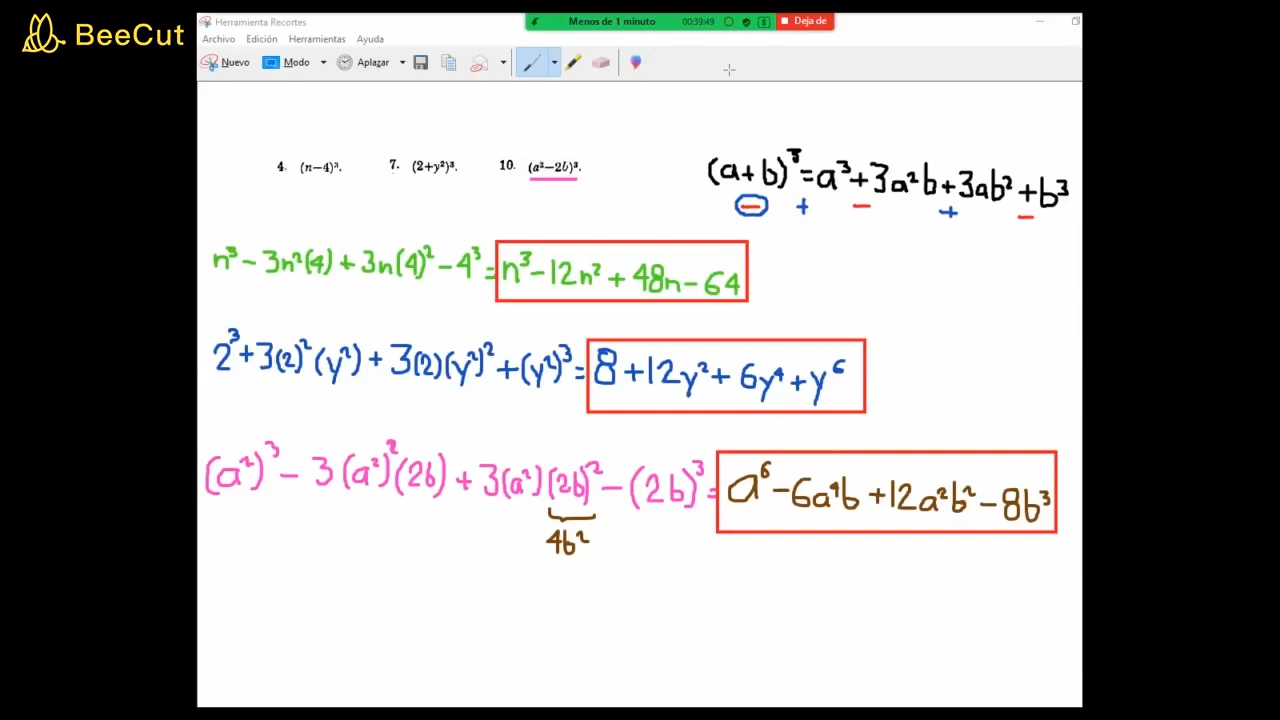 BeeCut
Herramienta Recortes
Menos de 1 minuto 00:39:49 Deja de
Archivo Edición Herramientas Ayuda
Nuevo Modo Aplazar
4. (n−4)³. 7. (2+y²)³. 10. (a²−2b)³.
(a+b)³=a³+3a²b+3ab²+b³
− + − + −
n³−3n²(4)+3n(4)²−4³= n³−12n²+48n−64
2³+3(2)²(y²)+3(2)(y²)²+(y²)³= 8+12y²+6y⁴+y⁶
(a²)³−3(a²)²(2b)+3(a²)(2b)²−(2b)³= a⁶−6a⁴b+12a²b²−8b³
4b²